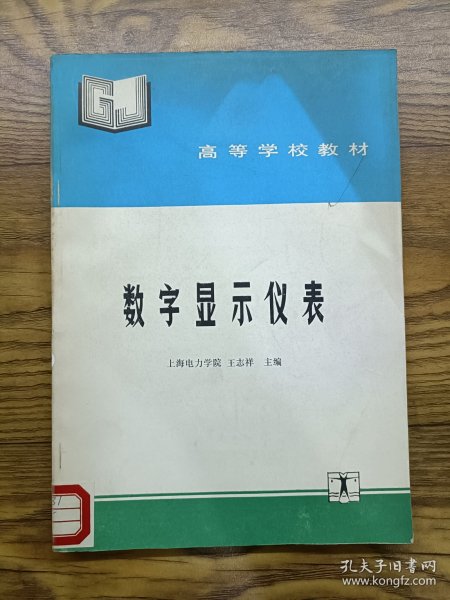 GJ
高等学校教材
数字显示仪表
上海电力学院 王志祥 主编
孔夫子旧书网
www.kongfz.com